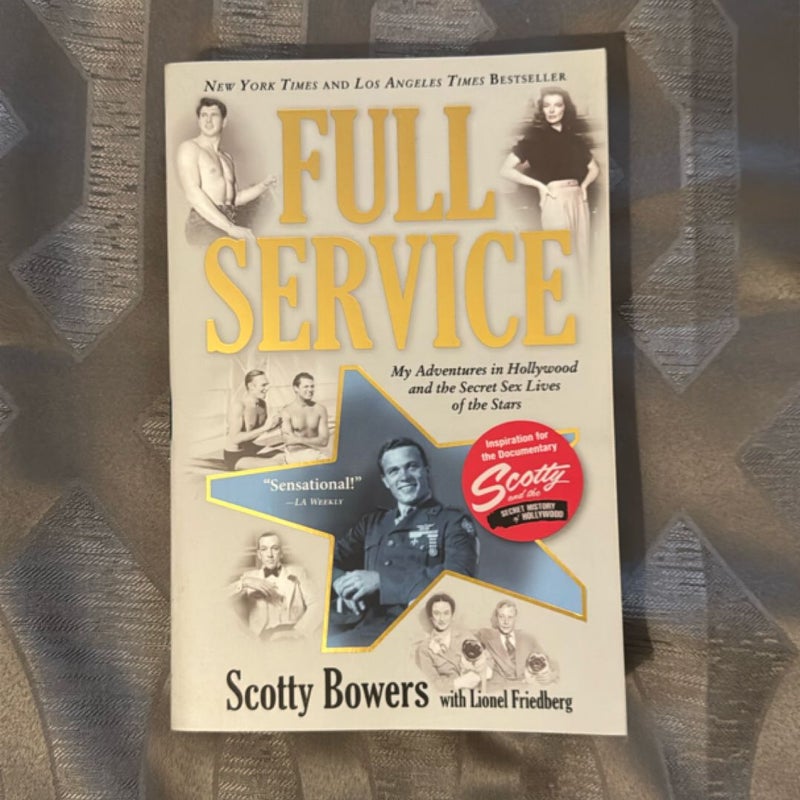 NEW YORK TIMES AND LOS ANGELES TIMES BESTSELLER
FULL
SERVICE
My Adventures in Hollywood
and the Secret Sex Lives
of the Stars
"Sensational!"
—LA WEEKLY
Inspiration for
the Documentary
Scotty
and the
SECRET HISTORY
of HOLLYWOOD
Scotty Bowers with Lionel Friedberg